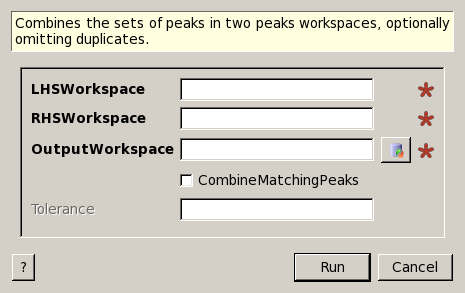 Combines the sets of peaks in two peaks workspaces, optionally
omitting duplicates.
LHSWorkspace
RHSWorkspace
OutputWorkspace
CombineMatchingPeaks
Tolerance
?
Run
Cancel